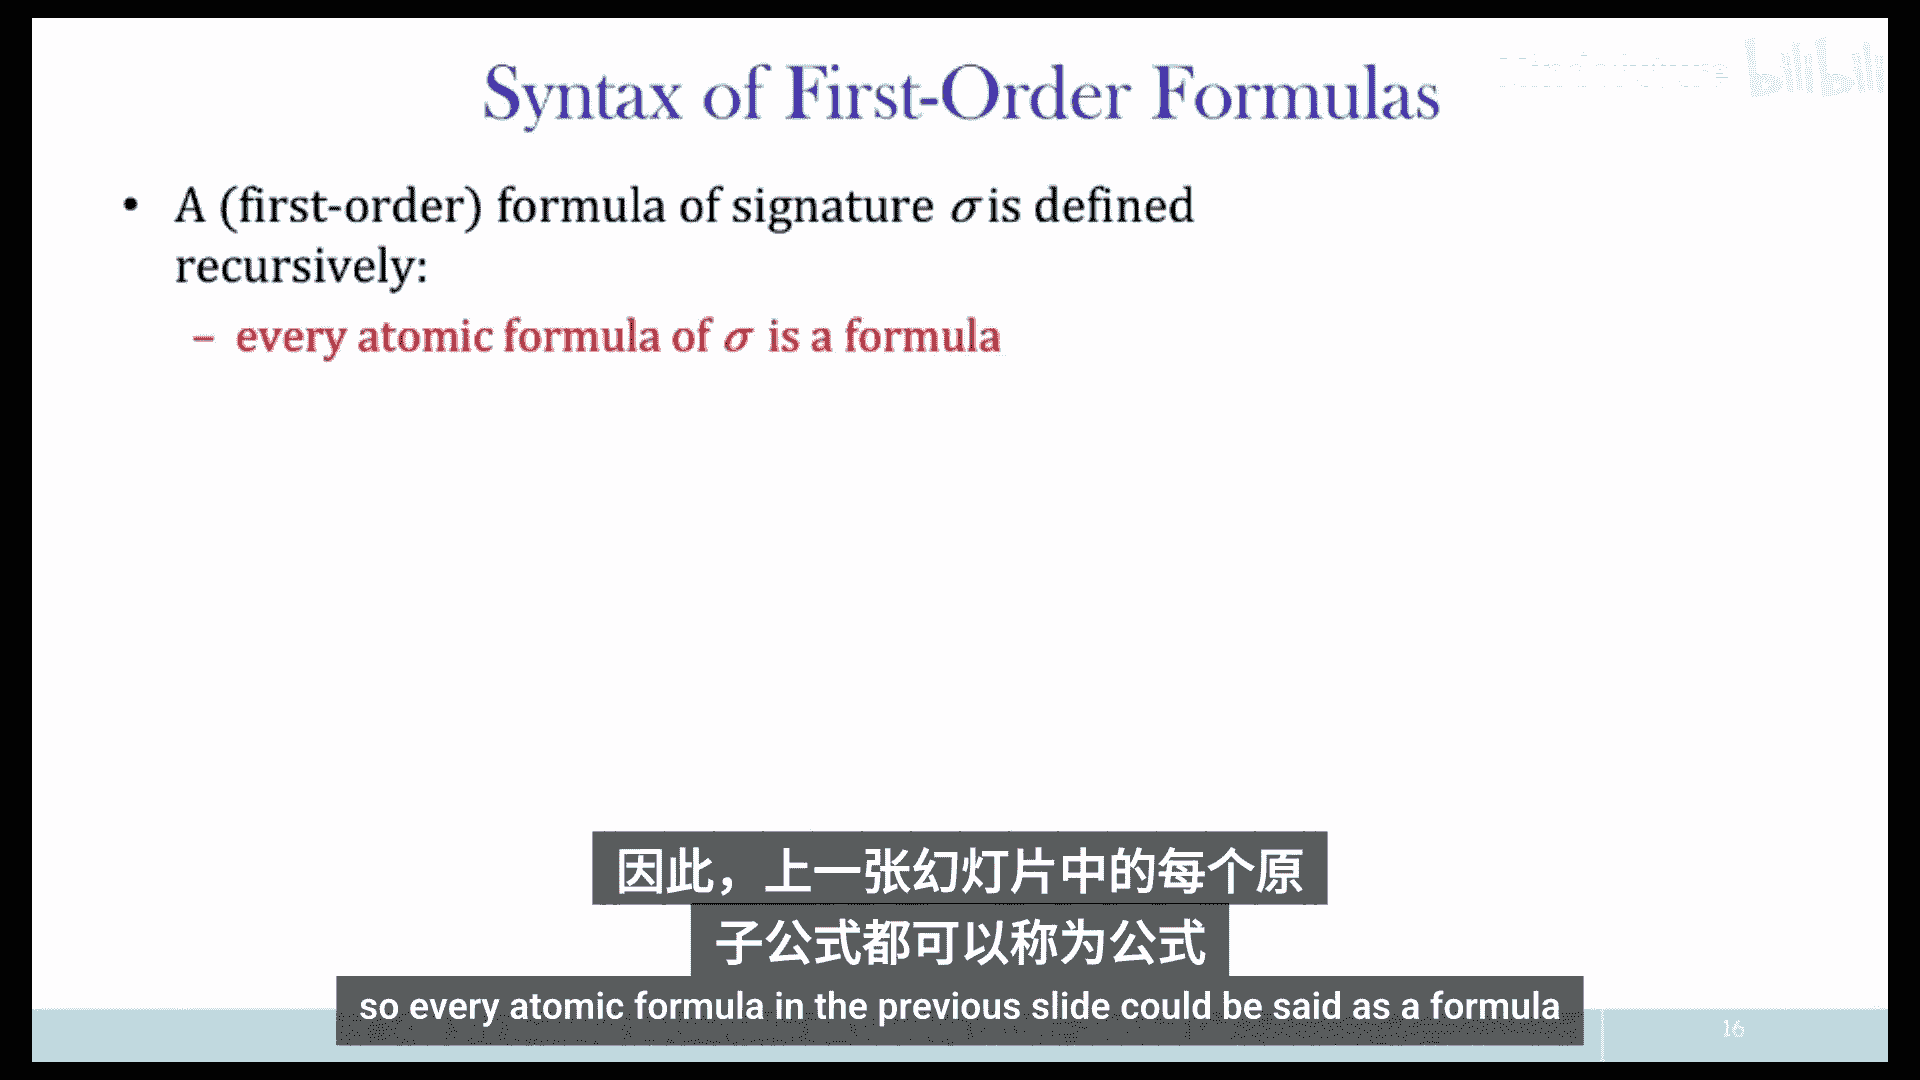 Syntax of First-Order Formulas
bilibili
• A (first-order) formula of signature σ is defined
recursively:
– every atomic formula of σ is a formula
因此，上一张幻灯片中的每个原
子公式都可以称为公式
so every atomic formula in the previous slide could be said as a formula
16